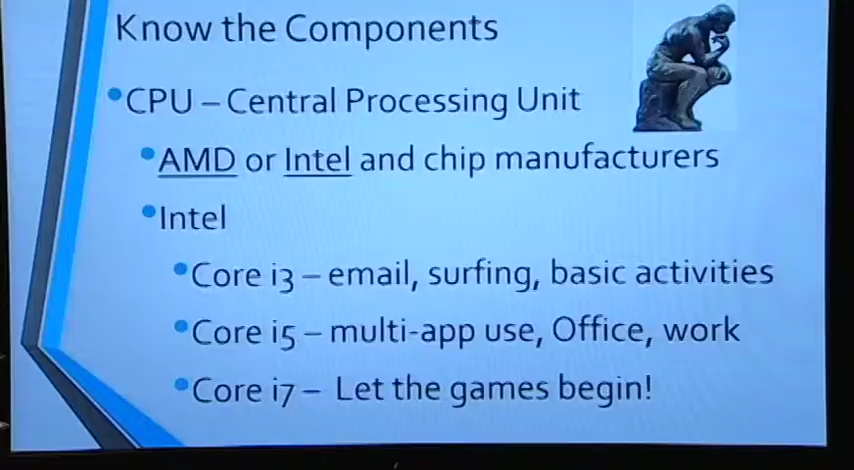 Know the Components
•CPU – Central Processing Unit
•AMD or Intel and chip manufacturers
•Intel
•Core i3 – email, surfing, basic activities
•Core i5 – multi-app use, Office, work
•Core i7 – Let the games begin!